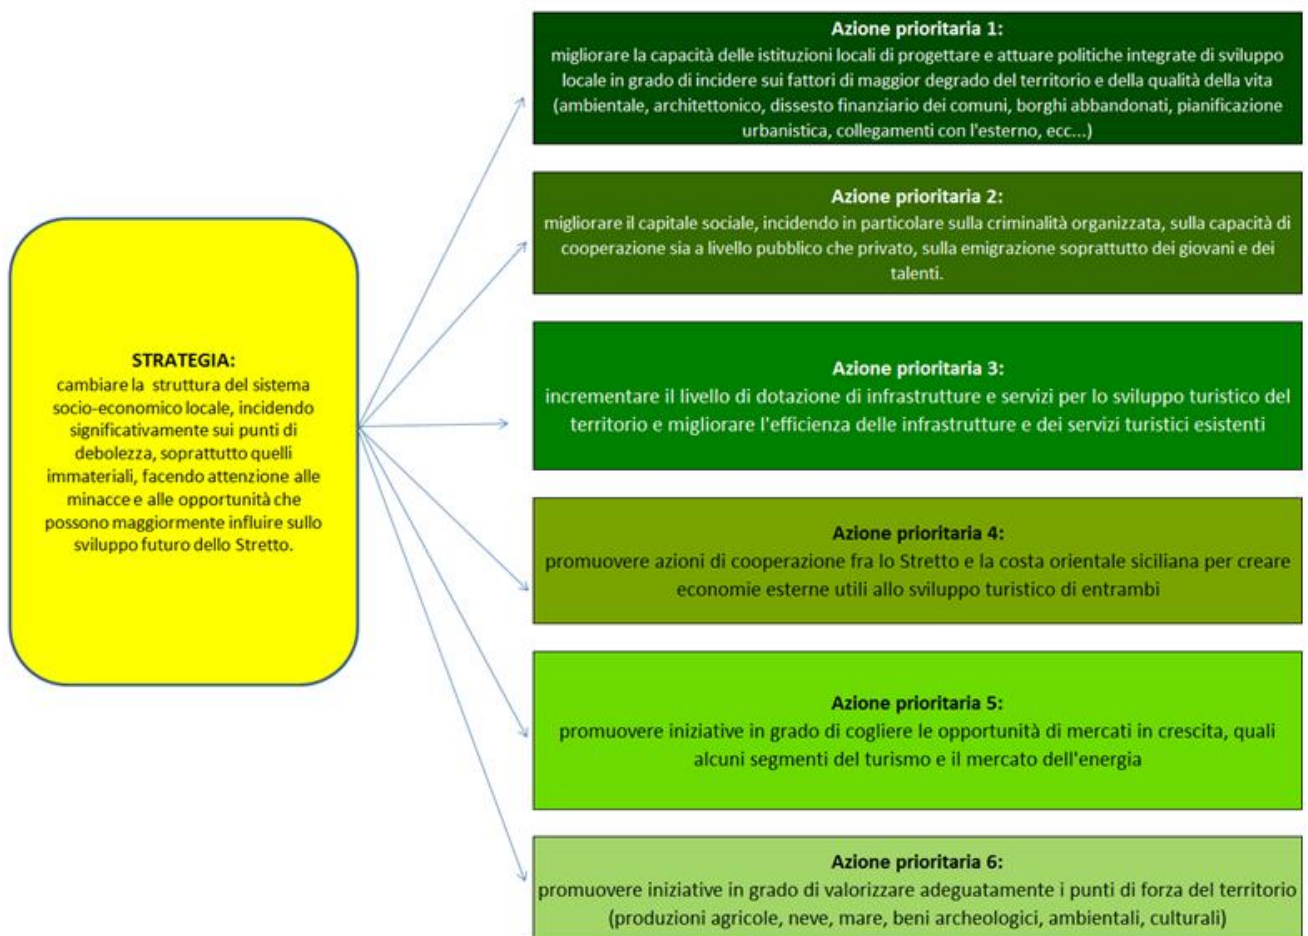 STRATEGIA:
cambiare la struttura del sistema
socio-economico locale, incidendo
significativamente sui punti di
debolezza, soprattutto quelli
immateriali, facendo attenzione alle
minacce e alle opportunità che
possono maggiormente influire sullo
sviluppo futuro dello Stretto.
Azione prioritaria 1:
migliorare la capacità delle istituzioni locali di progettare e attuare politiche integrate di sviluppo
locale in grado di incidere sui fattori di maggior degrado del territorio e della qualità della vita
(ambientale, architettonico, dissesto finanziario dei comuni, borghi abbandonati, pianificazione
urbanistica, collegamenti con l'esterno, ecc...)
Azione prioritaria 2:
migliorare il capitale sociale, incidendo in particolare sulla criminalità organizzata, sulla capacità di
cooperazione sia a livello pubblico che privato, sulla emigrazione soprattutto dei giovani e dei
talenti.
Azione prioritaria 3:
incrementare il livello di dotazione di infrastrutture e servizi per lo sviluppo turistico del
territorio e migliorare l'efficienza delle infrastrutture e dei servizi turistici esistenti
Azione prioritaria 4:
promuovere azioni di cooperazione fra lo Stretto e la costa orientale siciliana per creare
economie esterne utili allo sviluppo turistico di entrambi
Azione prioritaria 5:
promuovere iniziative in grado di cogliere le opportunità di mercati in crescita, quali
alcuni segmenti del turismo e il mercato dell'energia
Azione prioritaria 6:
promuovere iniziative in grado di valorizzare adeguatamente i punti di forza del territorio
(produzioni agricole, neve, mare, beni archeologici, ambientali, culturali)